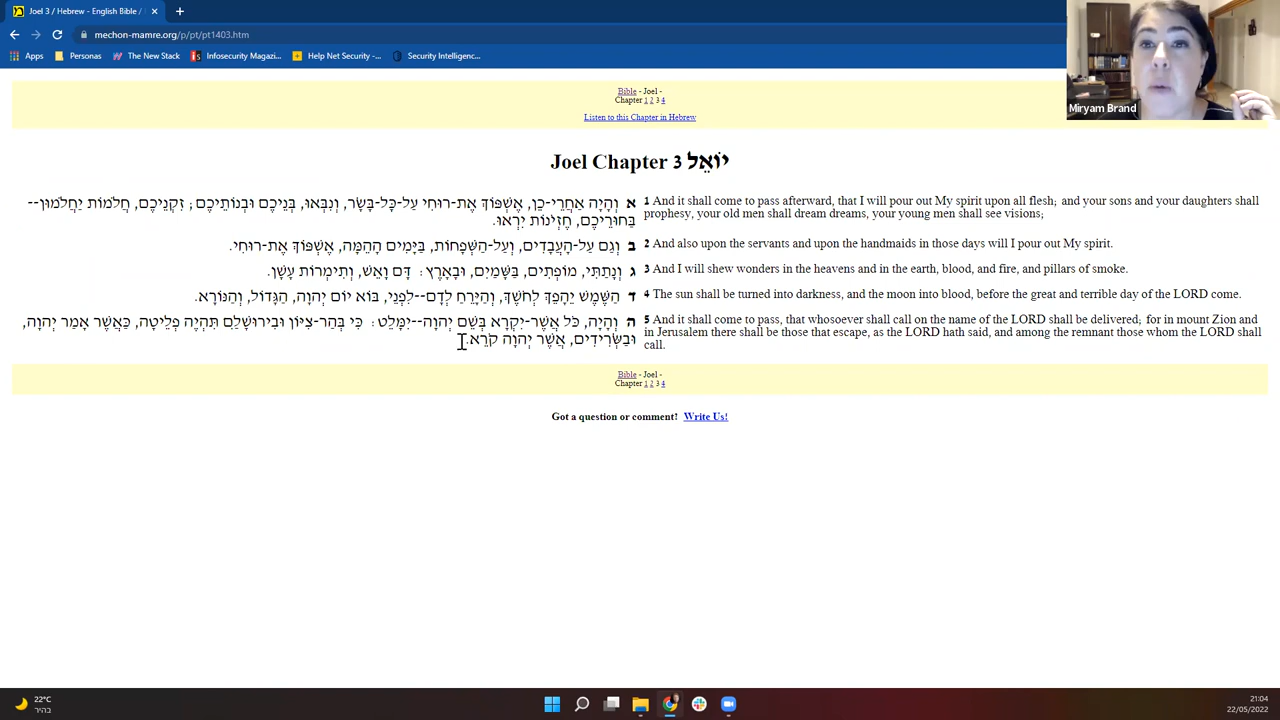 Joel 3 / Hebrew - English Bible /
mechon-mamre.org/p/pt/pt1403.htm
Apps Personas The New Stack Infosecurity Magazi... Help Net Security -... Security Intelligenc...
Miryam Brand
Bible - Joel -
Chapter 1 2 3 4
Listen to this Chapter in Hebrew
Joel Chapter 3 יוֹאֵל
א וְהָיָה אַחֲרֵי-כֵן, אֶשְׁפּוֹךְ אֶת-רוּחִי עַל-כָּל-בָּשָׂר, וְנִבְּאוּ, בְּנֵיכֶם וּבְנוֹתֵיכֶם; זִקְנֵיכֶם, חֲלֹמוֹת יַחֲלֹמוּן--
בַּחוּרֵיכֶם, חֶזְיֹנוֹת יִרְאוּ.
1 And it shall come to pass afterward, that I will pour out My spirit upon all flesh; and your sons and your daughters shall
prophesy, your old men shall dream dreams, your young men shall see visions;
ב וְגַם עַל-הָעֲבָדִים, וְעַל-הַשְּׁפָחוֹת, בַּיָּמִים הָהֵמָּה, אֶשְׁפּוֹךְ אֶת-רוּחִי.
2 And also upon the servants and upon the handmaids in those days will I pour out My spirit.
ג וְנָתַתִּי, מוֹפְתִים, בַּשָּׁמַיִם, וּבָאָרֶץ: דָּם וָאֵשׁ, וְתִימְרוֹת עָשָׁן.
3 And I will shew wonders in the heavens and in the earth, blood, and fire, and pillars of smoke.
ד הַשֶּׁמֶשׁ יֵהָפֵךְ לְחֹשֶׁךְ, וְהַיָּרֵחַ לְדָם--לִפְנֵי, בּוֹא יוֹם יְהוָה, הַגָּדוֹל, וְהַנּוֹרָא.
4 The sun shall be turned into darkness, and the moon into blood, before the great and terrible day of the LORD come.
ה וְהָיָה, כֹּל אֲשֶׁר-יִקְרָא בְּשֵׁם יְהוָה--יִמָּלֵט: כִּי בְּהַר-צִיּוֹן וּבִירוּשָׁלִַם תִּהְיֶה פְלֵיטָה, כַּאֲשֶׁר אָמַר יְהוָה,
וּבַשְּׂרִידִים, אֲשֶׁר יְהוָה קֹרֵא.
5 And it shall come to pass, that whosoever shall call on the name of the LORD shall be delivered; for in mount Zion and
in Jerusalem there shall be those that escape, as the LORD hath said, and among the remnant those whom the LORD shall
call.
Bible - Joel -
Chapter 1 2 3 4
Got a question or comment? Write Us!
22°C
בהיר
21:04
22/05/2022